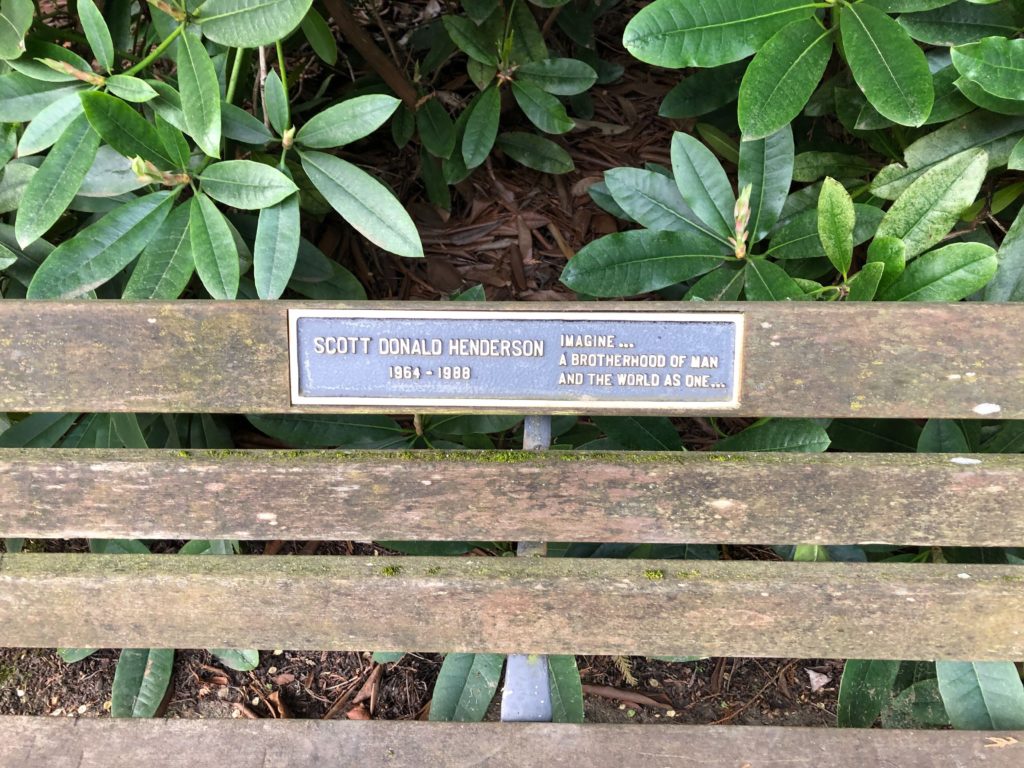 SCOTT DONALD HENDERSON
1964 - 1988
IMAGINE...
A BROTHERHOOD OF MAN
AND THE WORLD AS ONE...